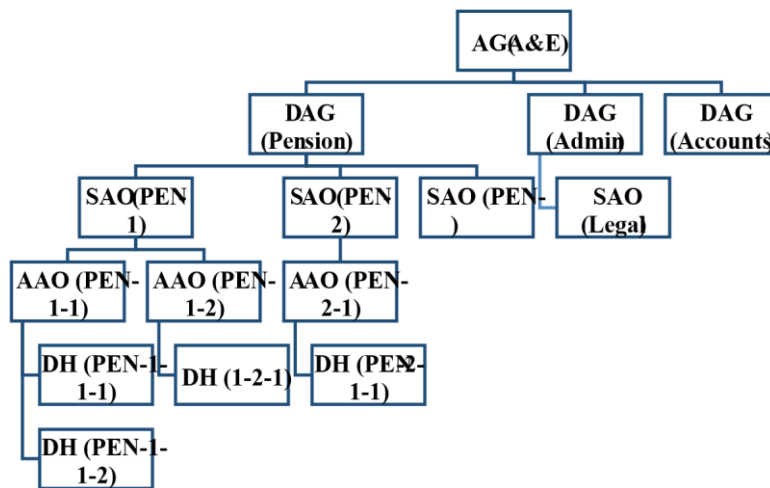 AG(A&E)
DAG
(Pension)
DAG
(Admin)
DAG
(Accounts)
SAO(PEN-
1)
SAO(PEN-
2)
SAO (PEN-
)
SAO
(Legal)
AAO (PEN-
1-1)
AAO (PEN-
1-2)
AAO (PEN-
2-1)
DH (PEN-1-
1-1)
DH (1-2-1)
DH (PEN-2-
1-1)
DH (PEN-1-
1-2)